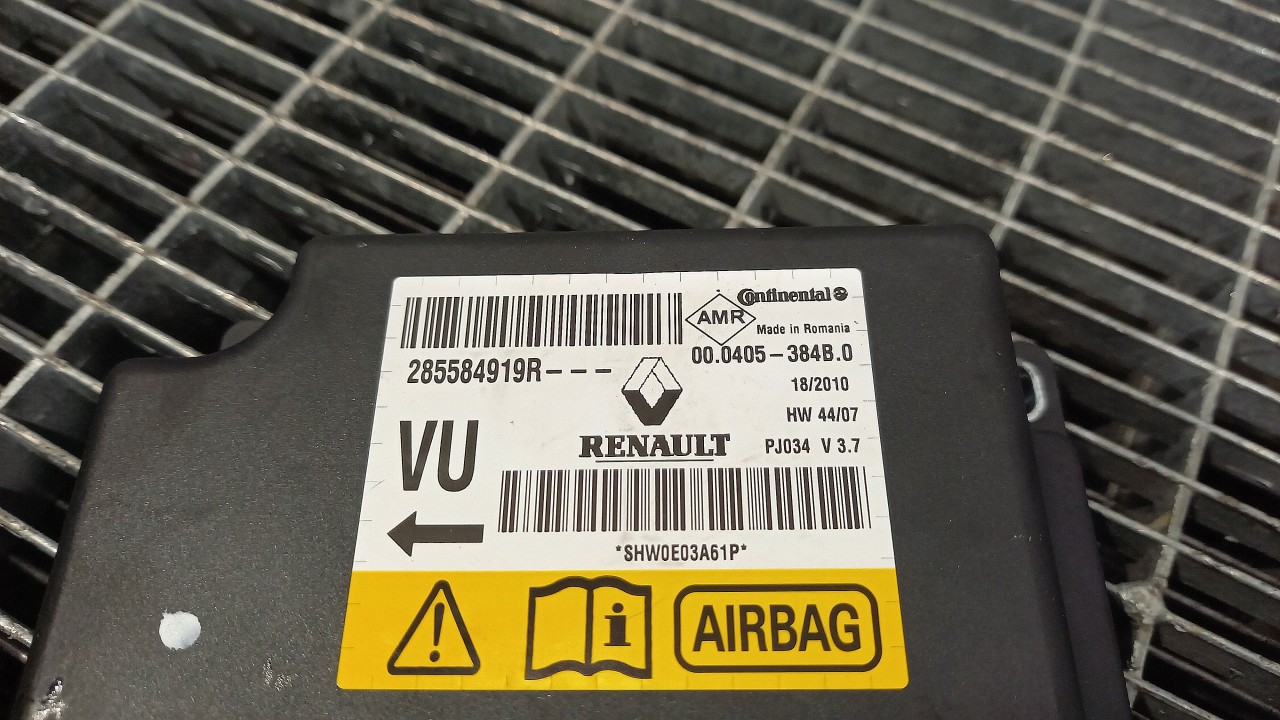 Continental
AMR
Made in Romania
285584919R---
00.0405-384B.0
18/2010
HW 44/07
VU
RENAULT
PJ034 V 3.7
*SHW0E03A61P*
! i AIRBAG